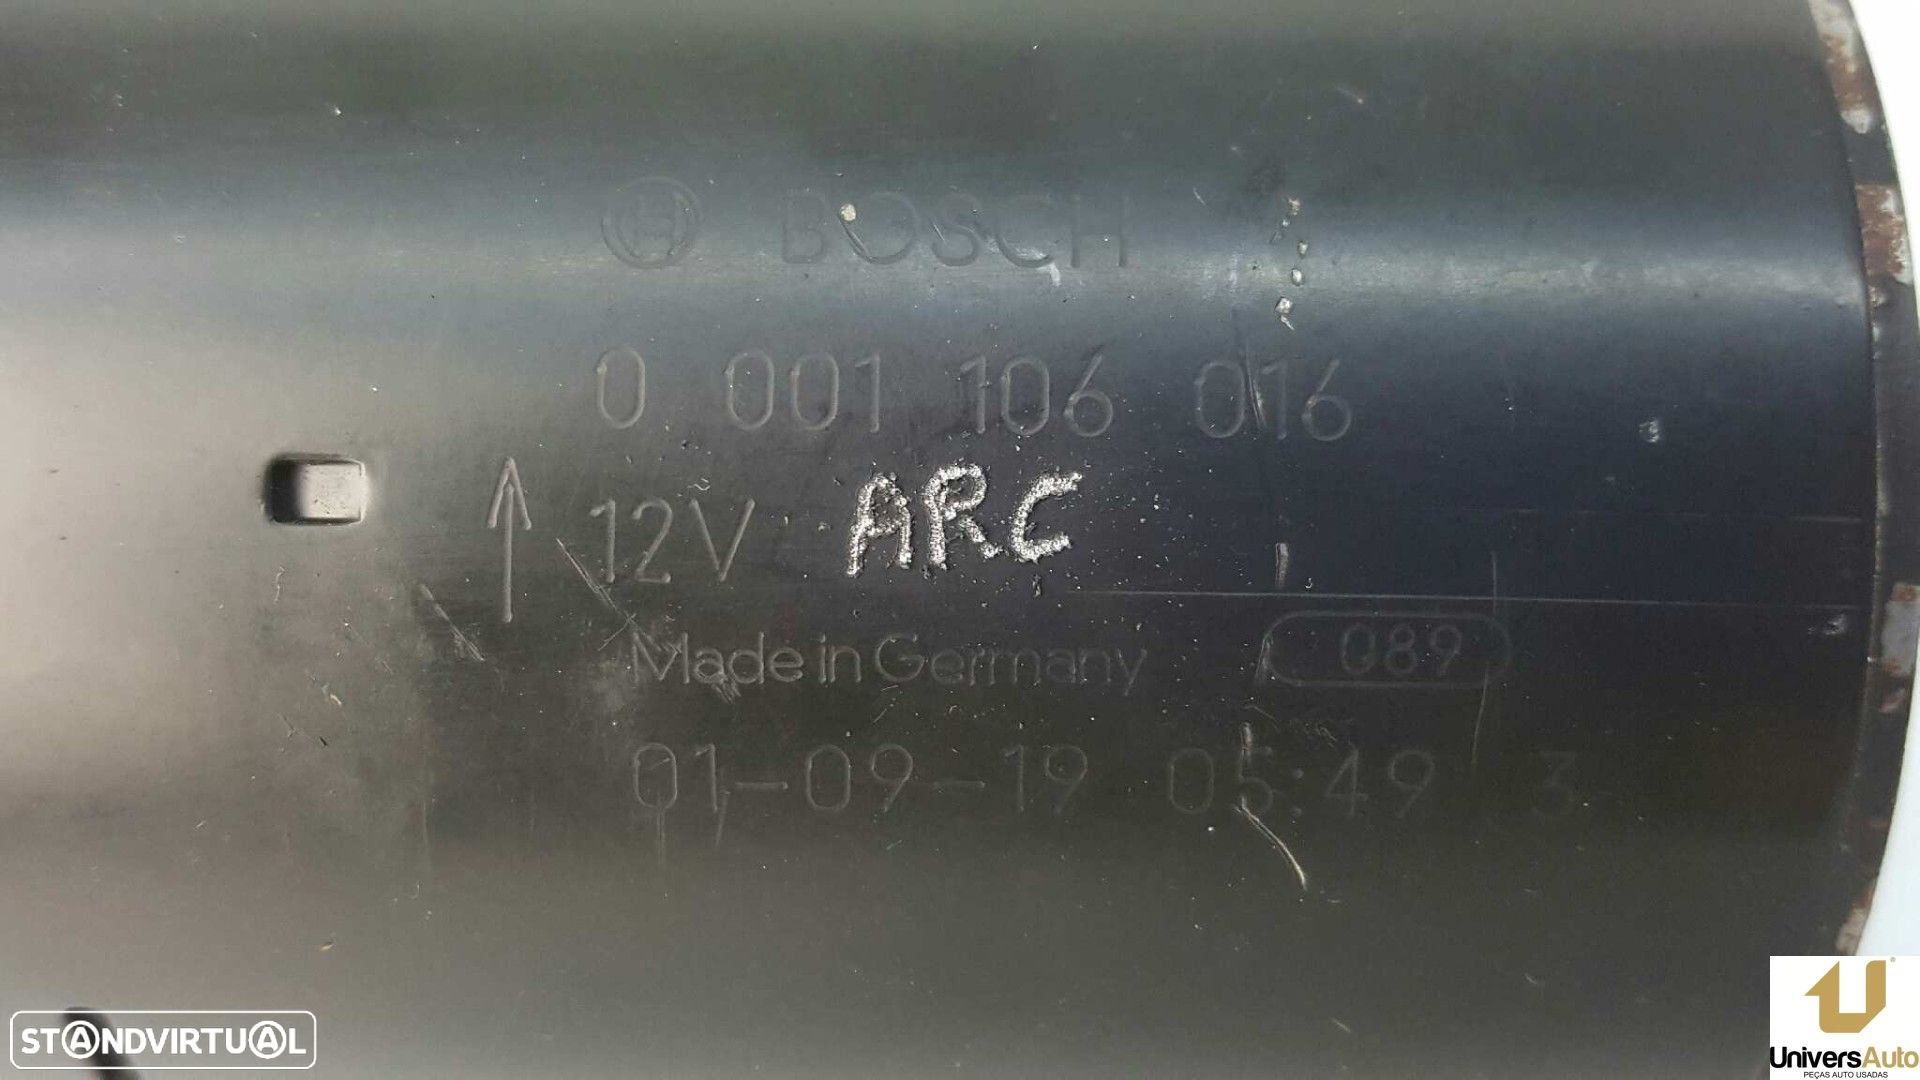 BOSCH
0 001 106 016
12V ARC
Made in Germany 089
01-09-19 05:49 3
STANDVIRTUAL
UniversAuto
PEÇAS AUTO USADAS